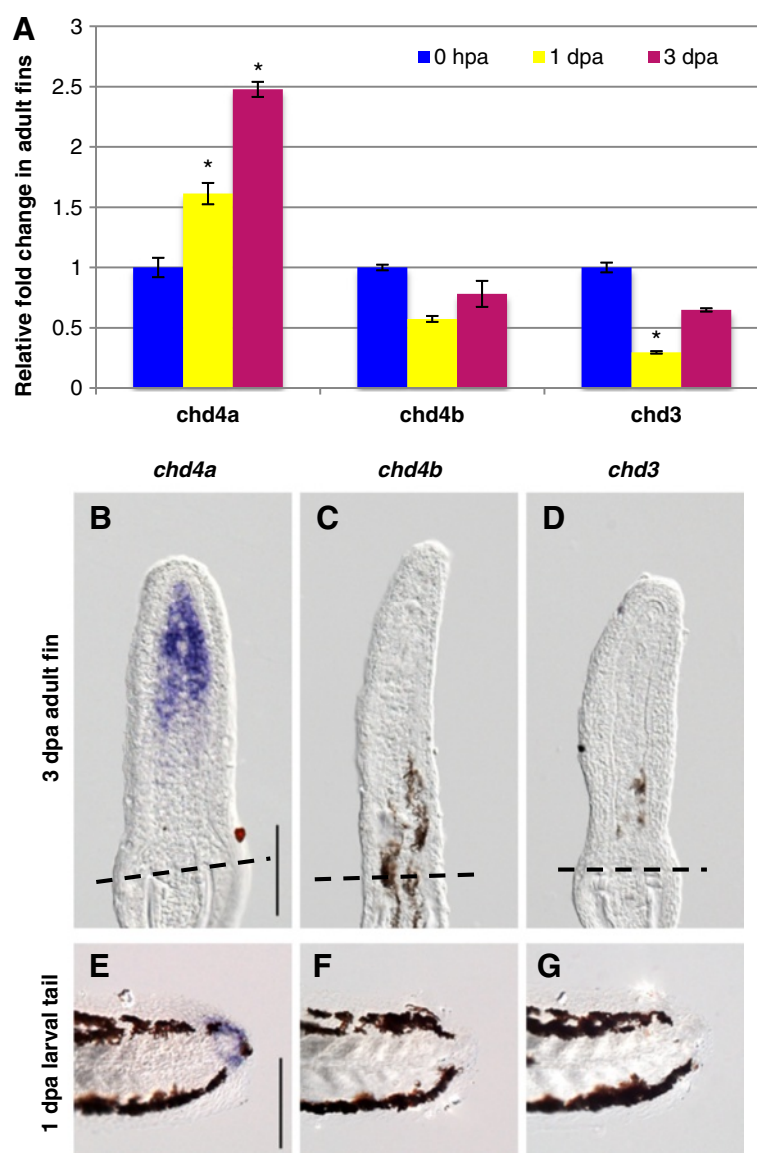 A
3
2.5
2
1.5
1
0.5
0
Relative fold change in adult fins
0 hpa 1 dpa 3 dpa
* *
*
chd4a chd4b chd3
chd4a chd4b chd3
B C D
3 dpa adult fin
E F G
1 dpa larval tail